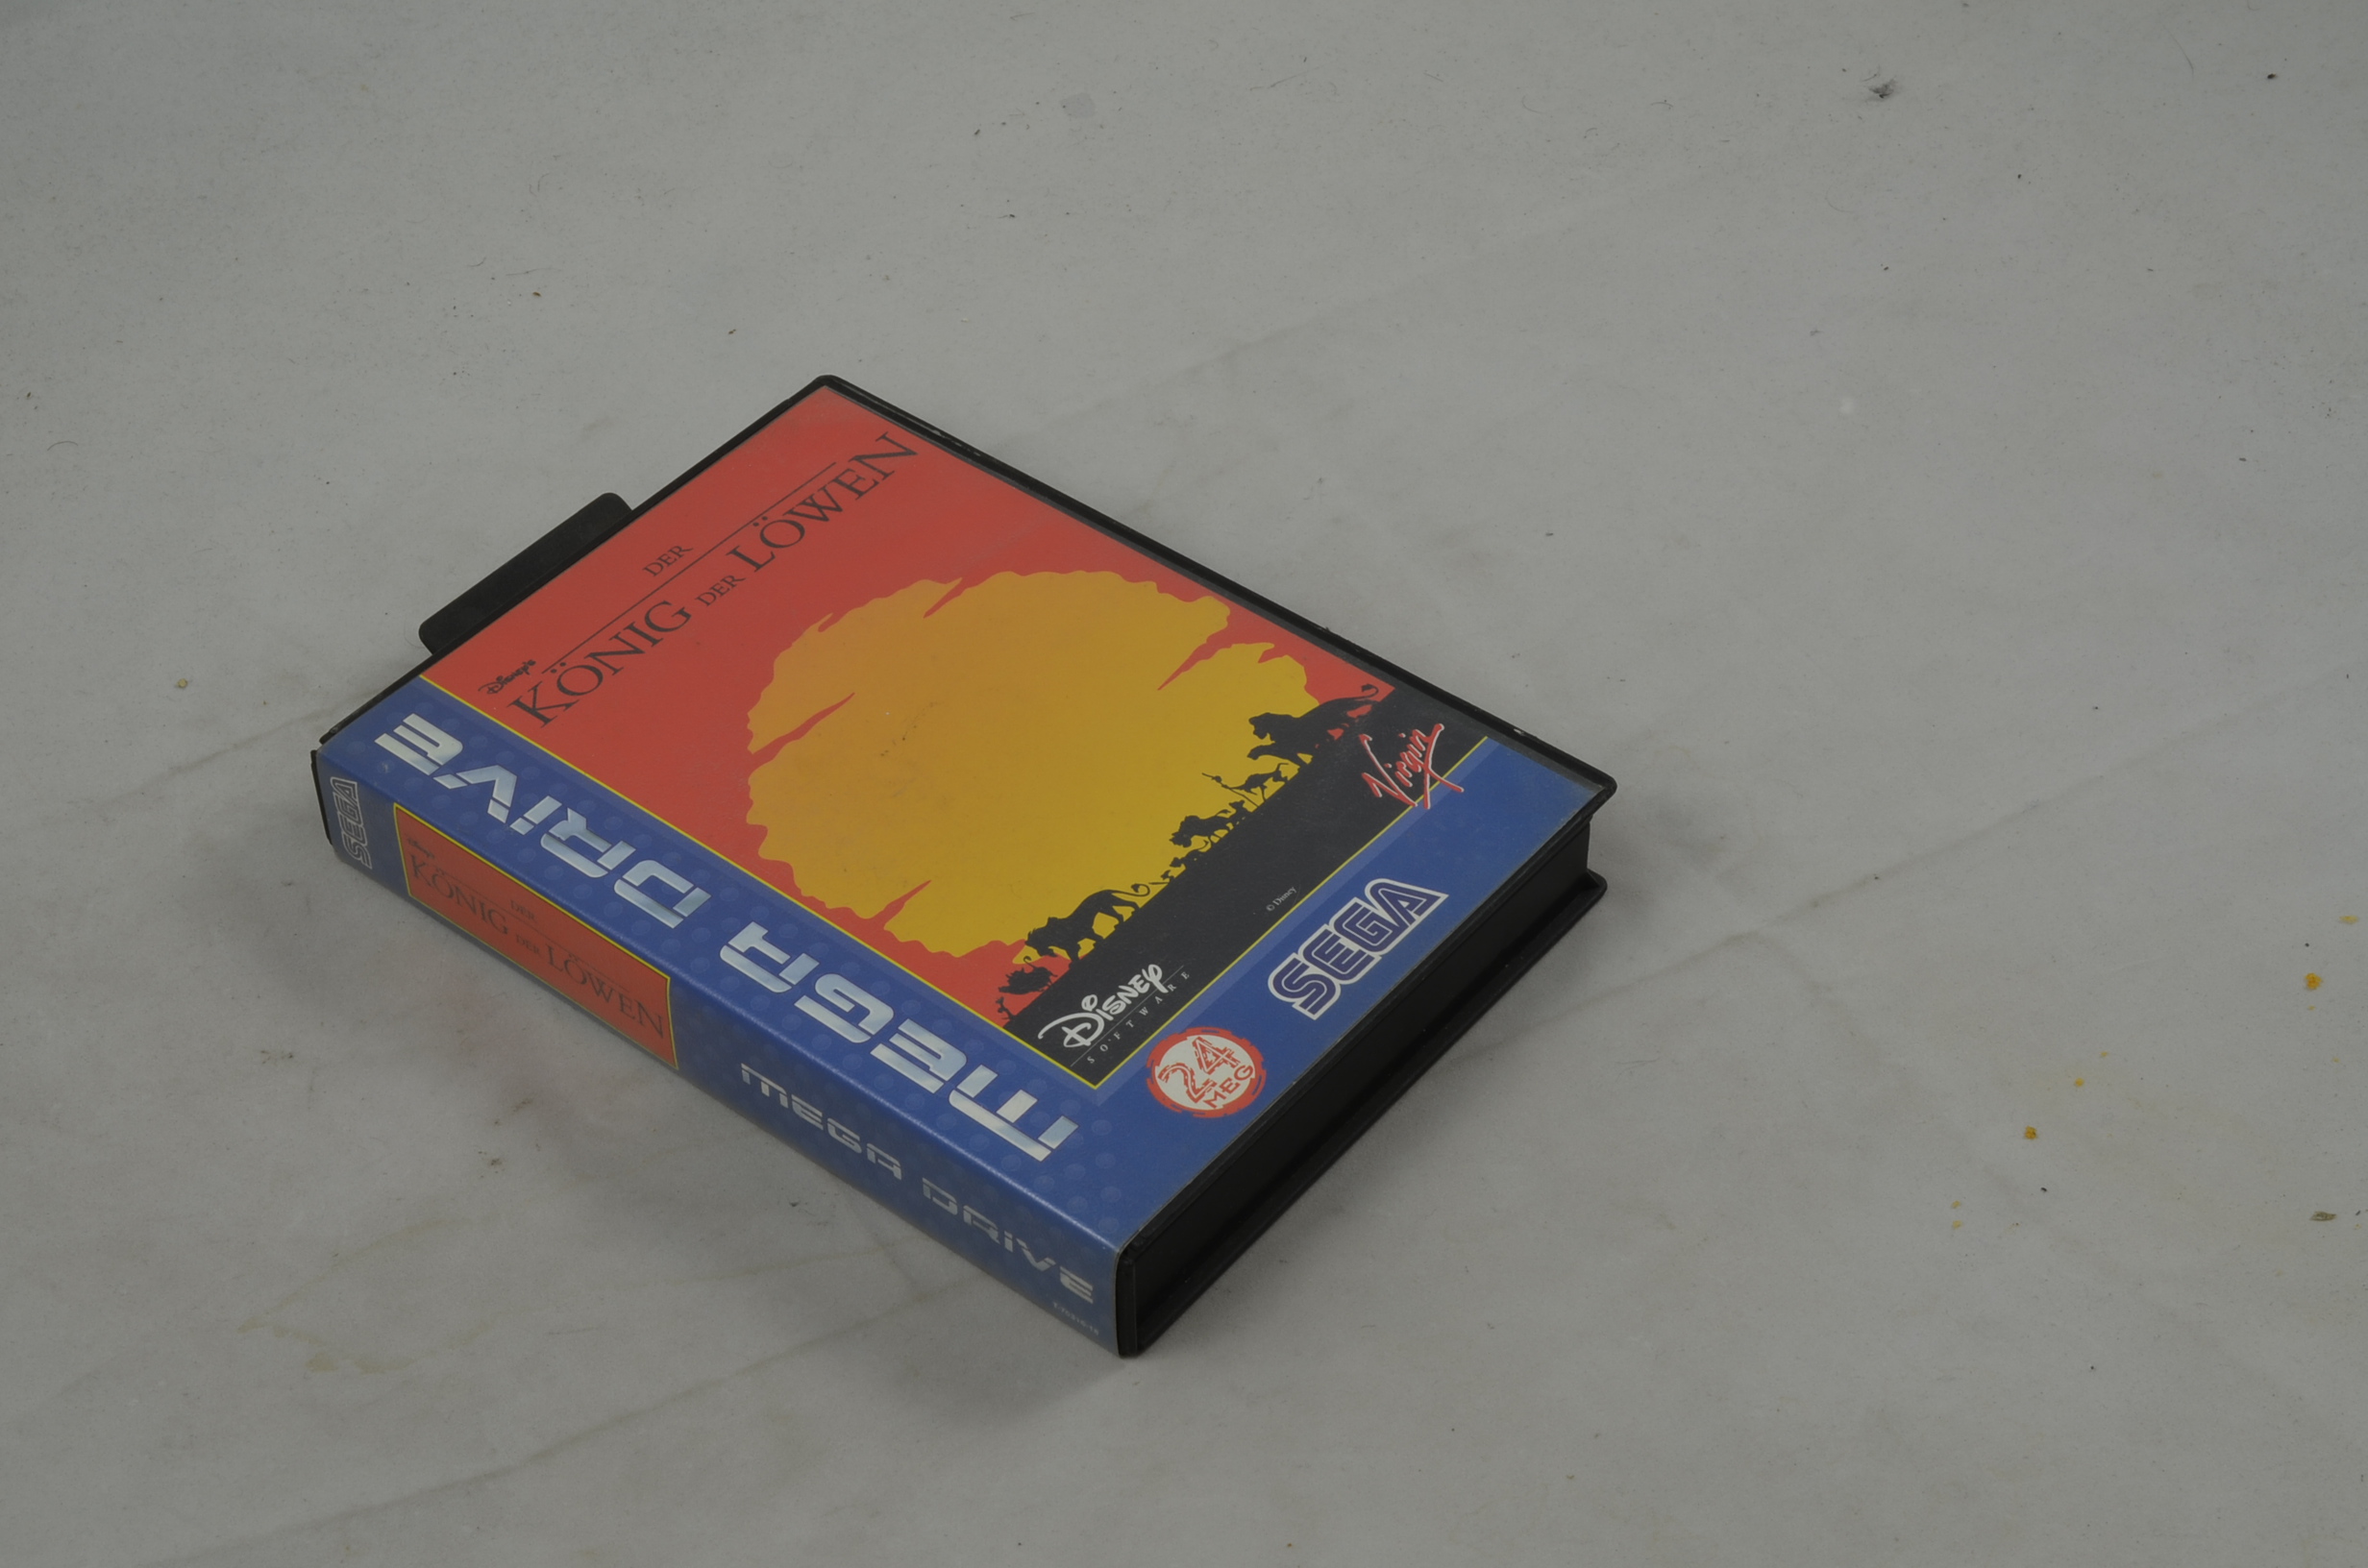 DER
Disney's
KÖNIG DER LÖWEN
MEGA DRIVE
Virgin
© Disney
Disney
SOFTWARE
SEGA
24
MEG
SEGA
Disney's
DER
KÖNIG DER LÖWEN
MEGA DRIVE